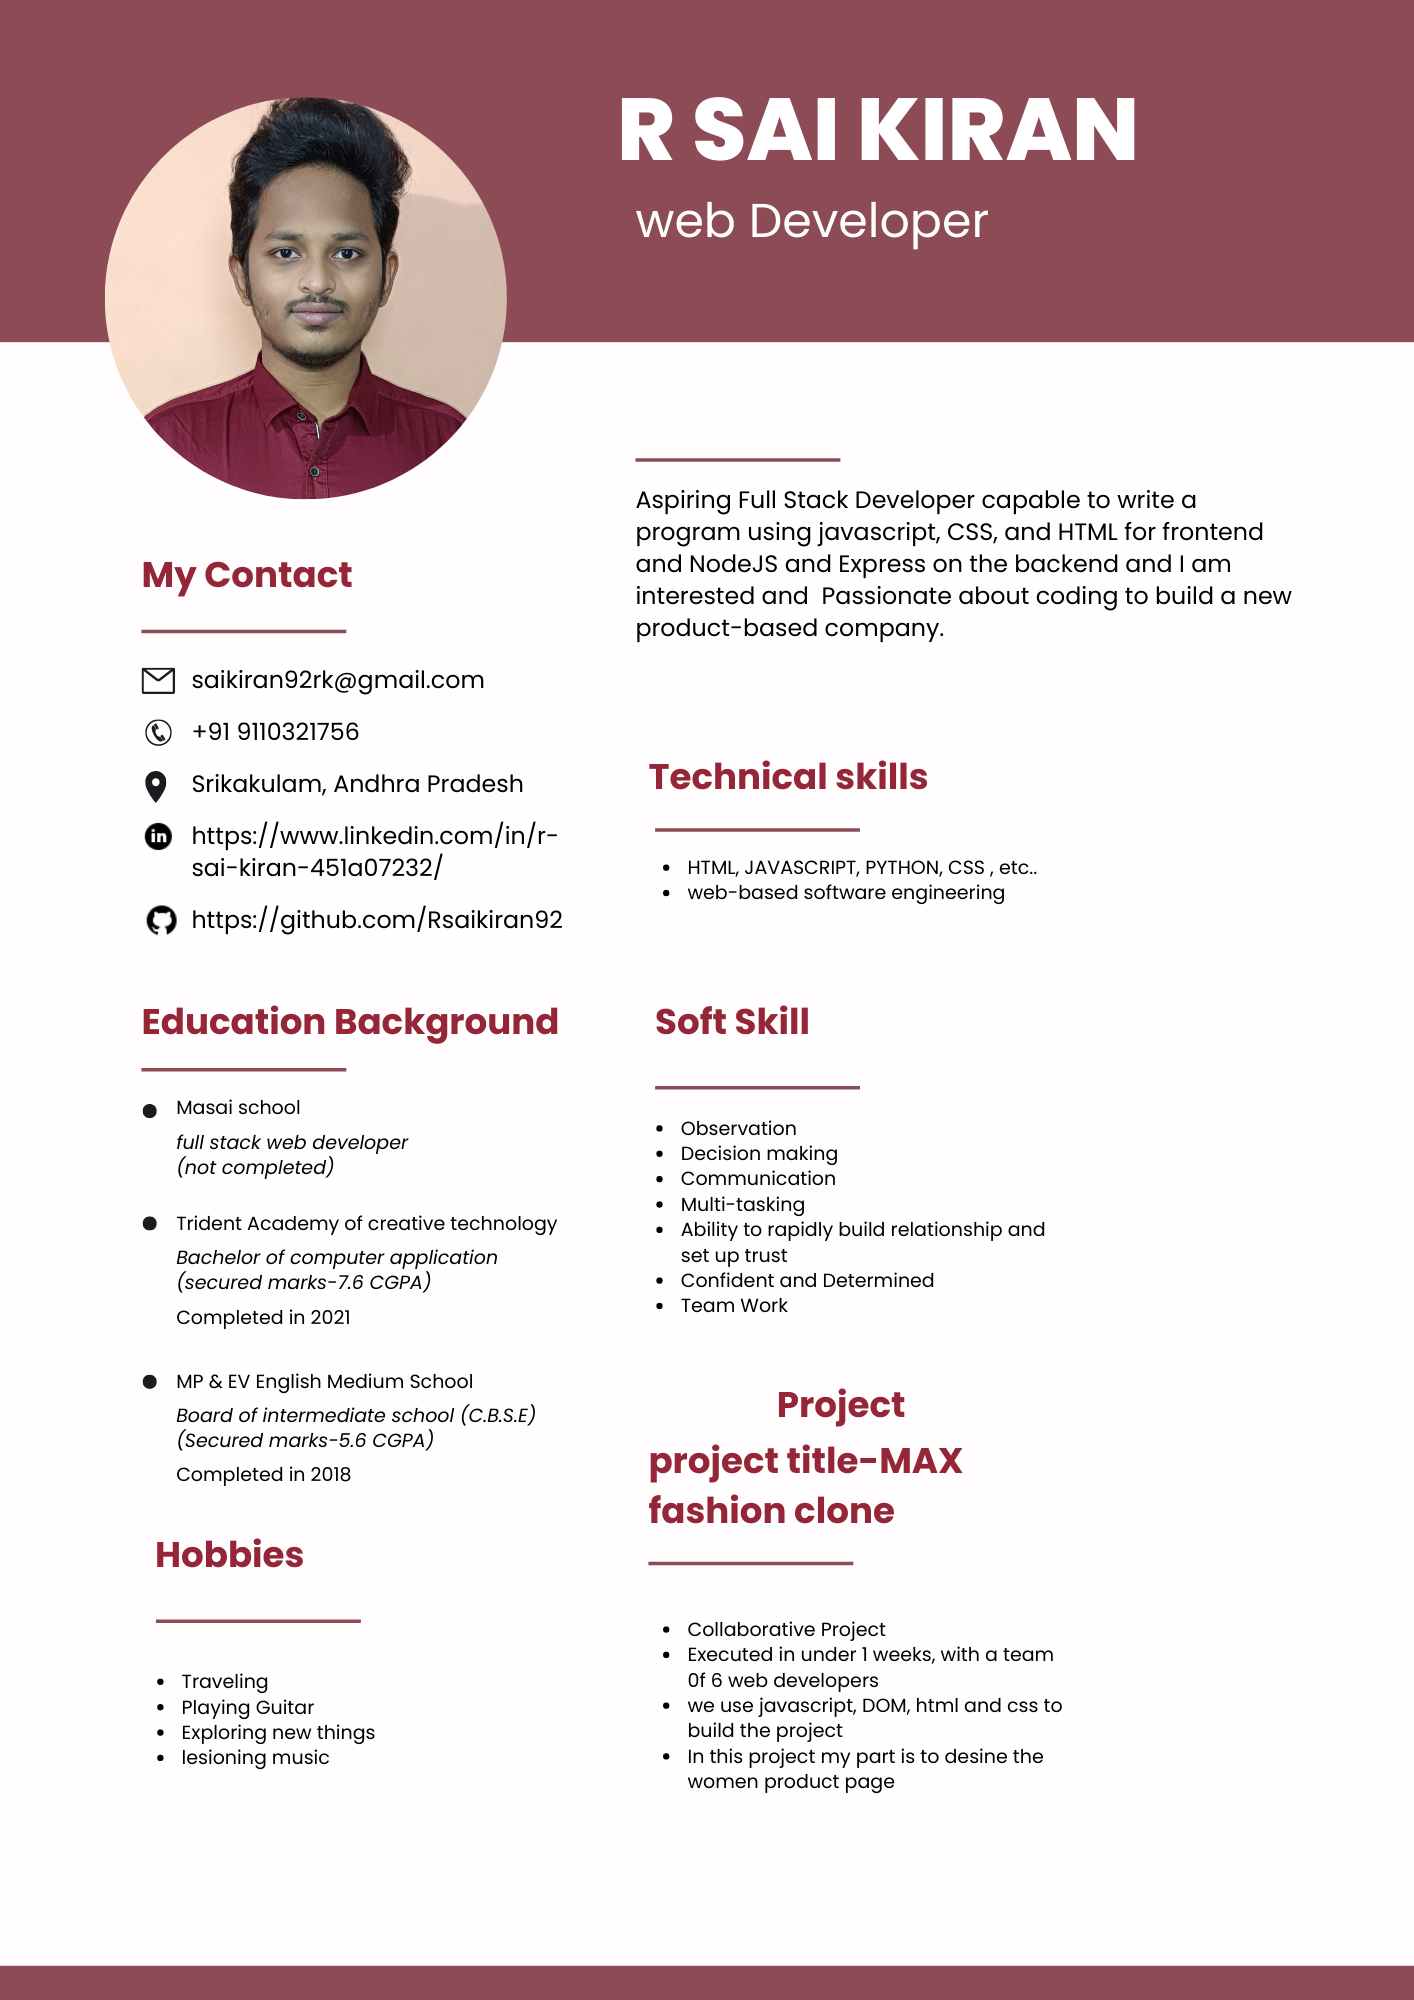 R SAI KIRAN
web Developer
Aspiring Full Stack Developer capable to write a
program using javascript, CSS, and HTML for frontend
and NodeJS and Express on the backend and I am
interested and  Passionate about coding to build a new
product-based company.
My Contact
saikiran92rk@gmail.com
+91 9110321756
Srikakulam, Andhra Pradesh
in
https://www.linkedin.com/in/r-
sai-kiran-451a07232/
https://github.com/Rsaikiran92
Education Background
Masai school
full stack web developer
(not completed)
Trident Academy of creative technology
Bachelor of computer application
(secured marks-7.6 CGPA)
Completed in 2021
MP & EV English Medium School
Board of intermediate school (C.B.S.E)
(Secured marks-5.6 CGPA)
Completed in 2018
Hobbies
Traveling
Playing Guitar
Exploring new things
lesioning music
Technical skills
HTML, JAVASCRIPT, PYTHON, CSS , etc..
web-based software engineering
Soft Skill
Observation
Decision making
Communication
Multi-tasking
Ability to rapidly build relationship and
set up trust
Confident and Determined
Team Work
Project
project title-MAX
fashion clone
Collaborative Project
Executed in under 1 weeks, with a team
0f 6 web developers
we use javascript, DOM, html and css to
build the project
In this project my part is to desine the
women product page